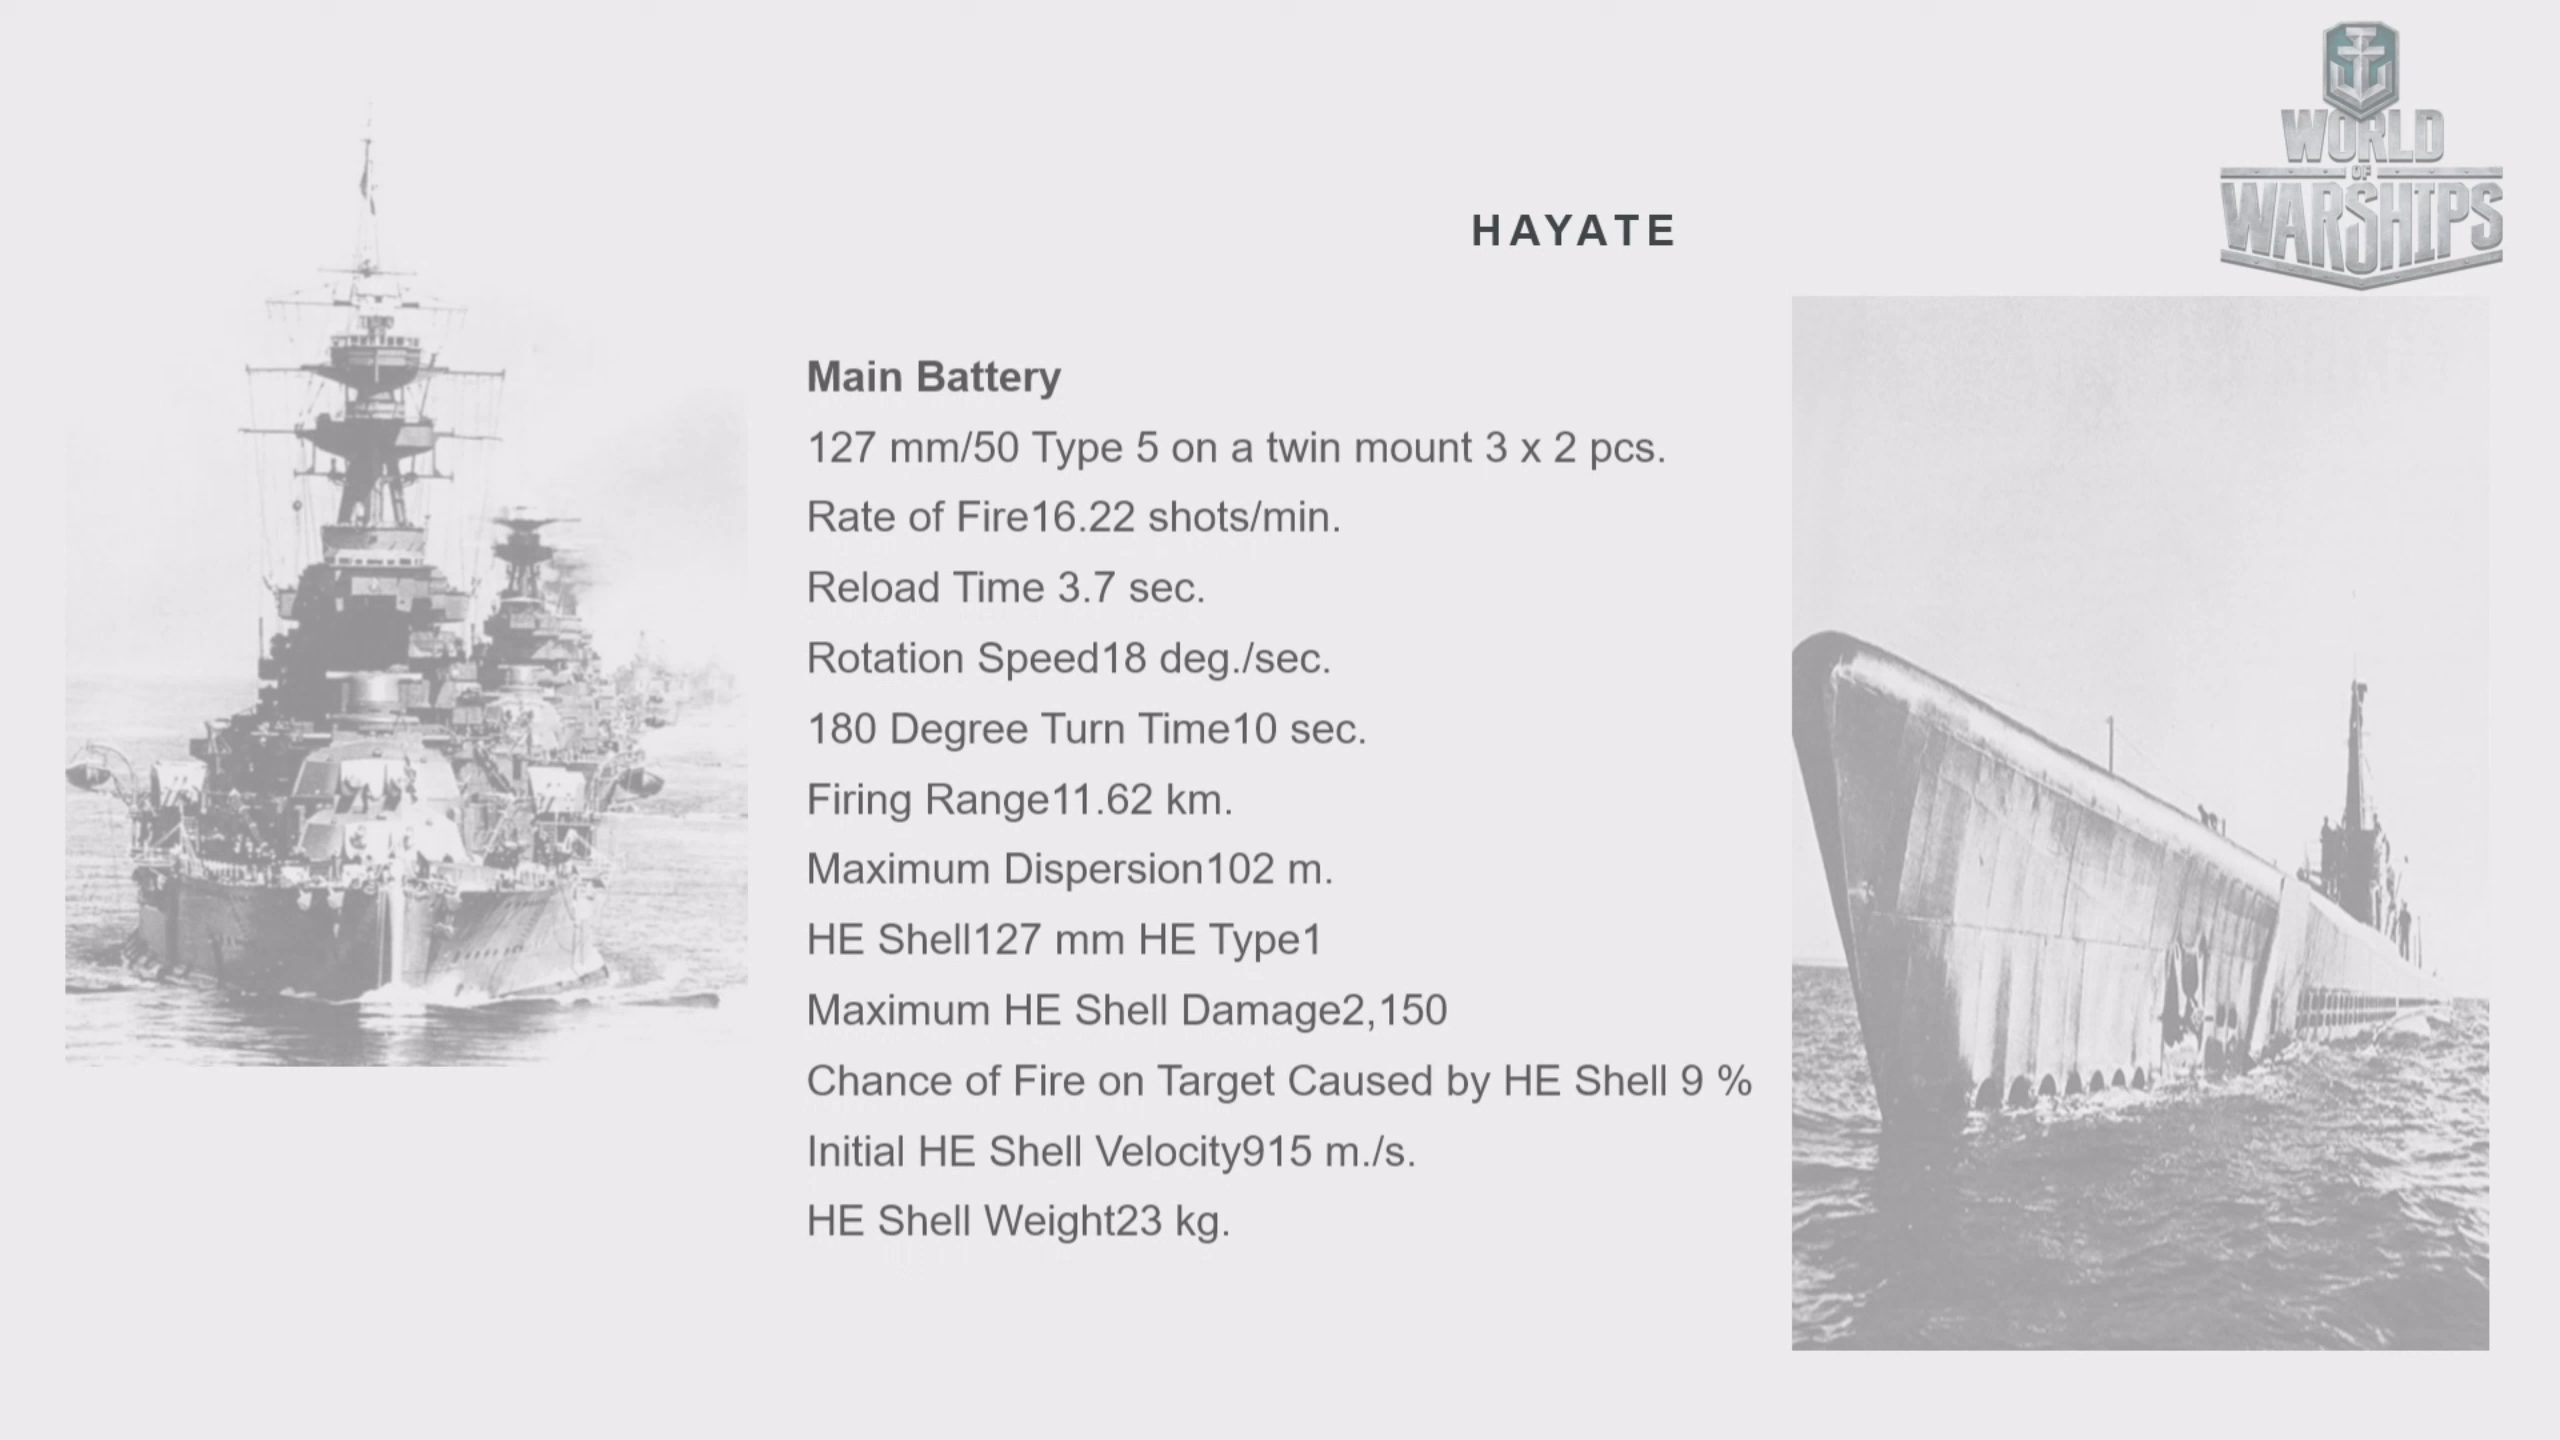 WORLD
OF
WARSHIPS
HAYATE
Main Battery
127 mm/50 Type 5 on a twin mount 3 x 2 pcs.
Rate of Fire16.22 shots/min.
Reload Time 3.7 sec.
Rotation Speed18 deg./sec.
180 Degree Turn Time10 sec.
Firing Range11.62 km.
Maximum Dispersion102 m.
HE Shell127 mm HE Type1
Maximum HE Shell Damage2,150
Chance of Fire on Target Caused by HE Shell 9 %
Initial HE Shell Velocity915 m./s.
HE Shell Weight23 kg.